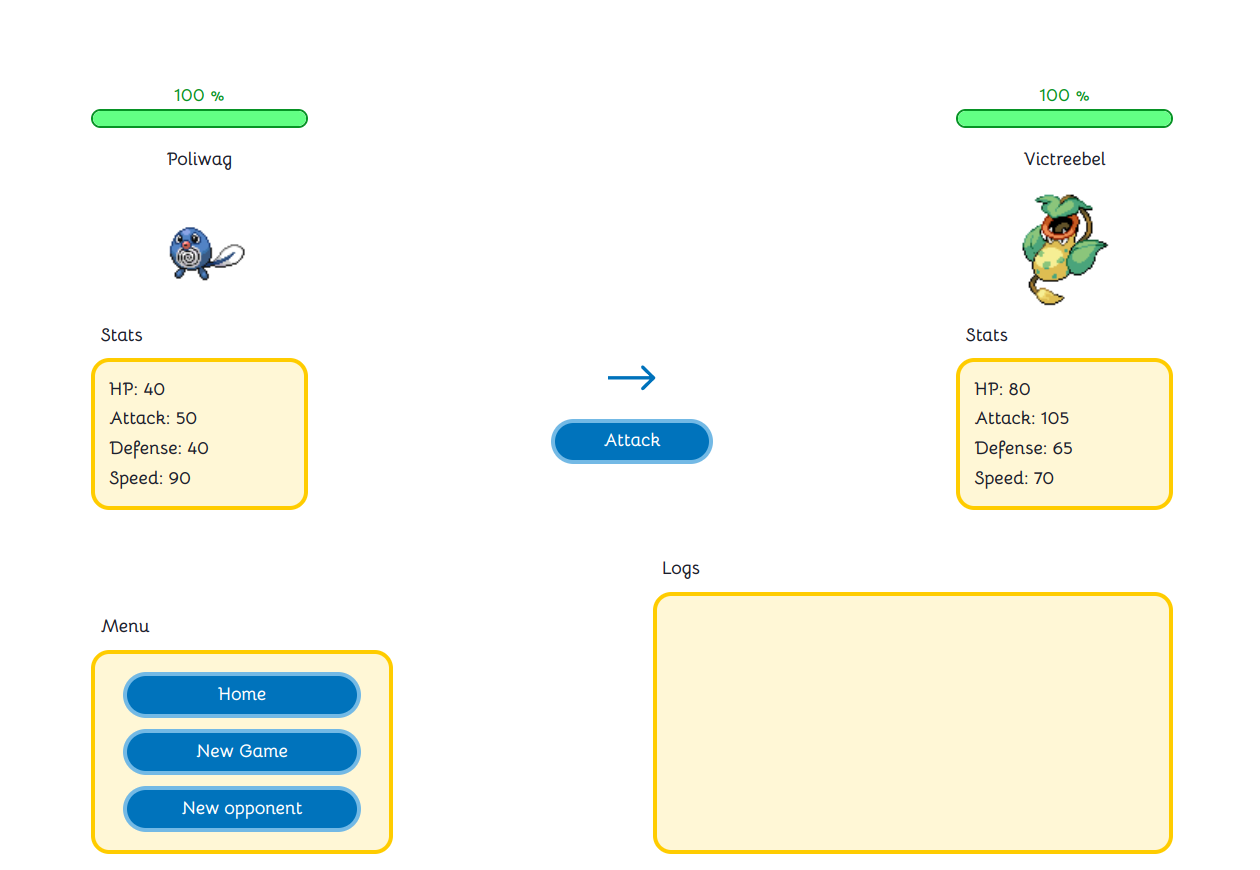 100 %
Poliwag
Stats
HP: 40
Attack: 50
Defense: 40
Speed: 90
Attack
100 %
Victreebel
Stats
HP: 80
Attack: 105
Defense: 65
Speed: 70
Menu
Home
New Game
New opponent
Logs